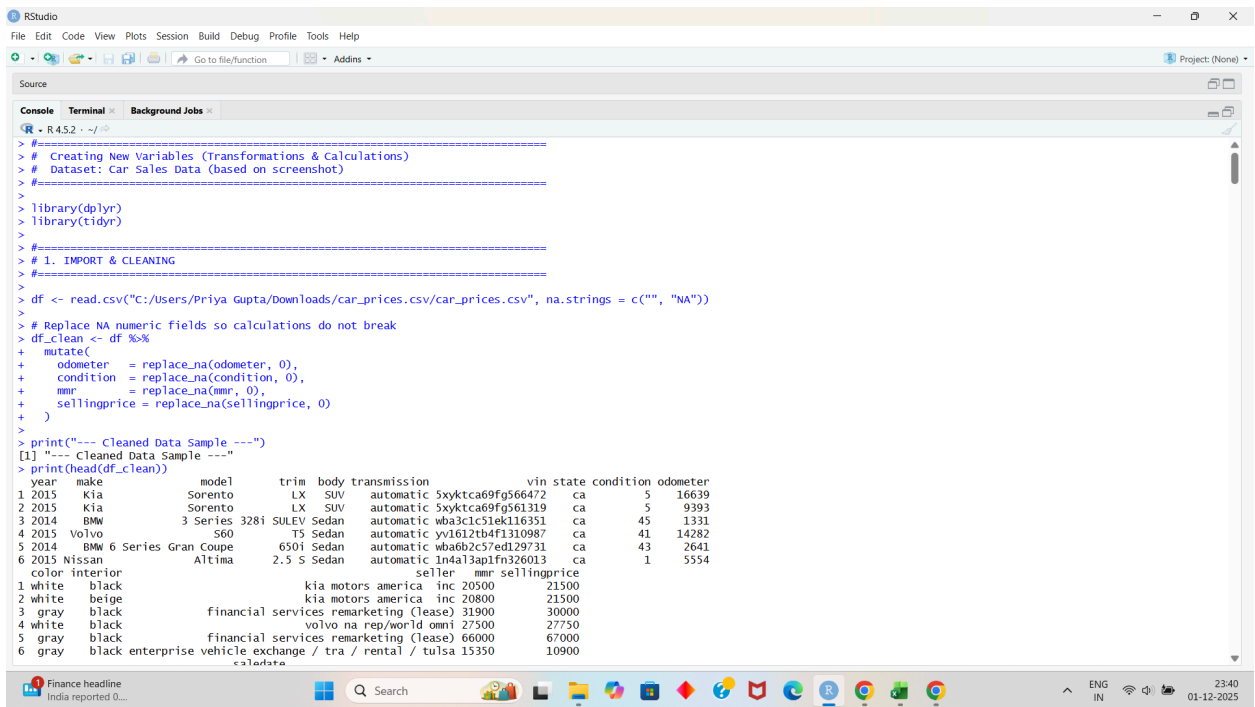 RStudio
File Edit Code View Plots Session Build Debug Profile Tools Help
Go to file/function Addins Project: (None)
Source
Console Terminal Background Jobs
R 4.5.2 · ~/
> #==============================================================================
> #  Creating New Variables (Transformations & Calculations)
> #  Dataset: Car Sales Data (based on screenshot)
> #==============================================================================
>
> library(dplyr)
> library(tidyr)
>
> #==============================================================================
> # 1. IMPORT & CLEANING
> #==============================================================================
>
> df <- read.csv("C:/Users/Priya Gupta/Downloads/car_prices.csv/car_prices.csv", na.strings = c("", "NA"))
>
> # Replace NA numeric fields so calculations do not break
> df_clean <- df %>%
+   mutate(
+     odometer   = replace_na(odometer, 0),
+     condition  = replace_na(condition, 0),
+     mmr        = replace_na(mmr, 0),
+     sellingprice = replace_na(sellingprice, 0)
+   )
>
> print("--- Cleaned Data Sample ---")
[1] "--- Cleaned Data Sample ---"
> print(head(df_clean))
  year   make               model       trim  body transmission               vin state condition odometer
1 2015    Kia             Sorento         LX   SUV    automatic 5xyktca69fg566472    ca         5    16639
2 2015    Kia             Sorento         LX   SUV    automatic 5xyktca69fg561319    ca         5     9393
3 2014    BMW            3 Series 328i SULEV Sedan    automatic wba3c1c51ek116351    ca        45     1331
4 2015  Volvo                 S60         T5 Sedan    automatic yv1612tb4f1310987    ca        41    14282
5 2014    BMW 6 Series Gran Coupe       650i Sedan    automatic wba6b2c57ed129731    ca        43     2641
6 2015 Nissan              Altima      2.5 S Sedan    automatic 1n4al3ap1fn326013    ca         1     5554
  color interior                                     seller   mmr sellingprice
1 white    black                    kia motors america  inc 20500        21500
2 white    beige                    kia motors america  inc 20800        21500
3  gray    black     financial services remarketing (lease) 31900        30000
4 white    black                    volvo na rep/world omni 27500        27750
5  gray    black     financial services remarketing (lease) 66000        67000
6  gray    black enterprise vehicle exchange / tra / rental / tulsa 15350        10900
saledate
1
Finance headline
India reported 0....
Search
ENG
IN
23:40
01-12-2025